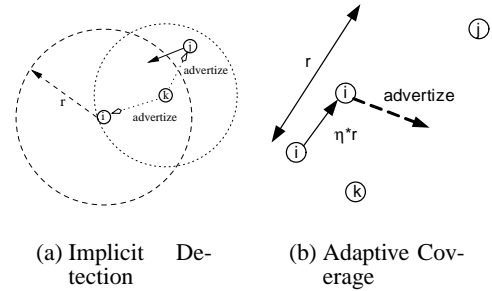 j
advertize
k
r
i
advertize
j
r
i
advertize
η*r
i
k
(a) Implicit De-
tection
(b) Adaptive Cov-
erage